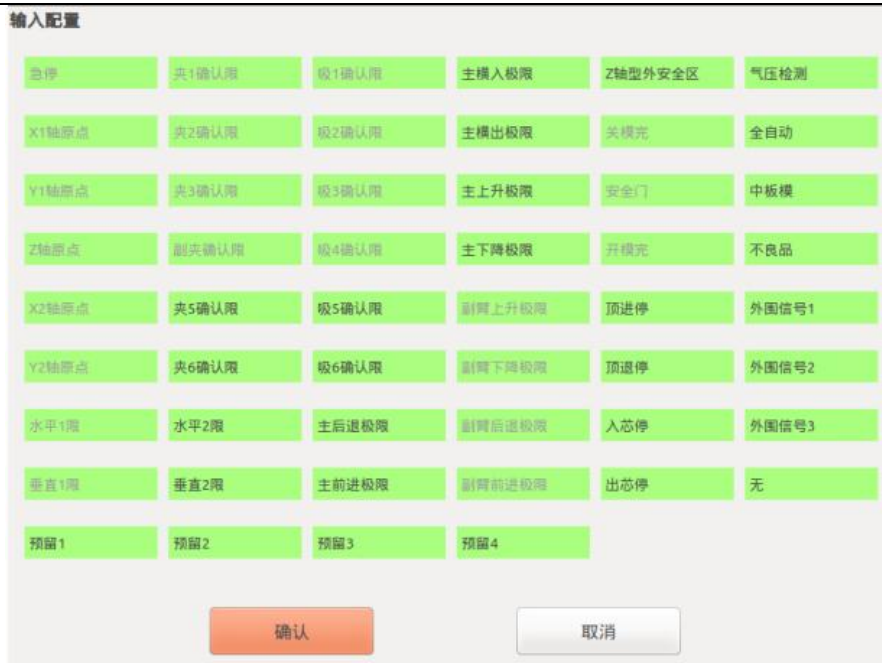 输入配置
急停 夹1确认限 吸1确认限 主横入极限 Z轴型外安全区 气压检测
X1轴原点 夹2确认限 吸2确认限 主横出极限 关模完 全自动
Y1轴原点 夹3确认限 吸3确认限 主上升极限 安全门 中板模
Z轴原点 副夹确认限 吸4确认限 主下降极限 开模完 不良品
X2轴原点 夹5确认限 吸5确认限 副臂上升极限 顶进停 外围信号1
Y2轴原点 夹6确认限 吸6确认限 副臂下降极限 顶退停 外围信号2
水平1限 水平2限 主后退极限 副臂后退极限 入芯停 外围信号3
垂直1限 垂直2限 主前进极限 副臂前进极限 出芯停 无
预留1 预留2 预留3 预留4
确认 取消